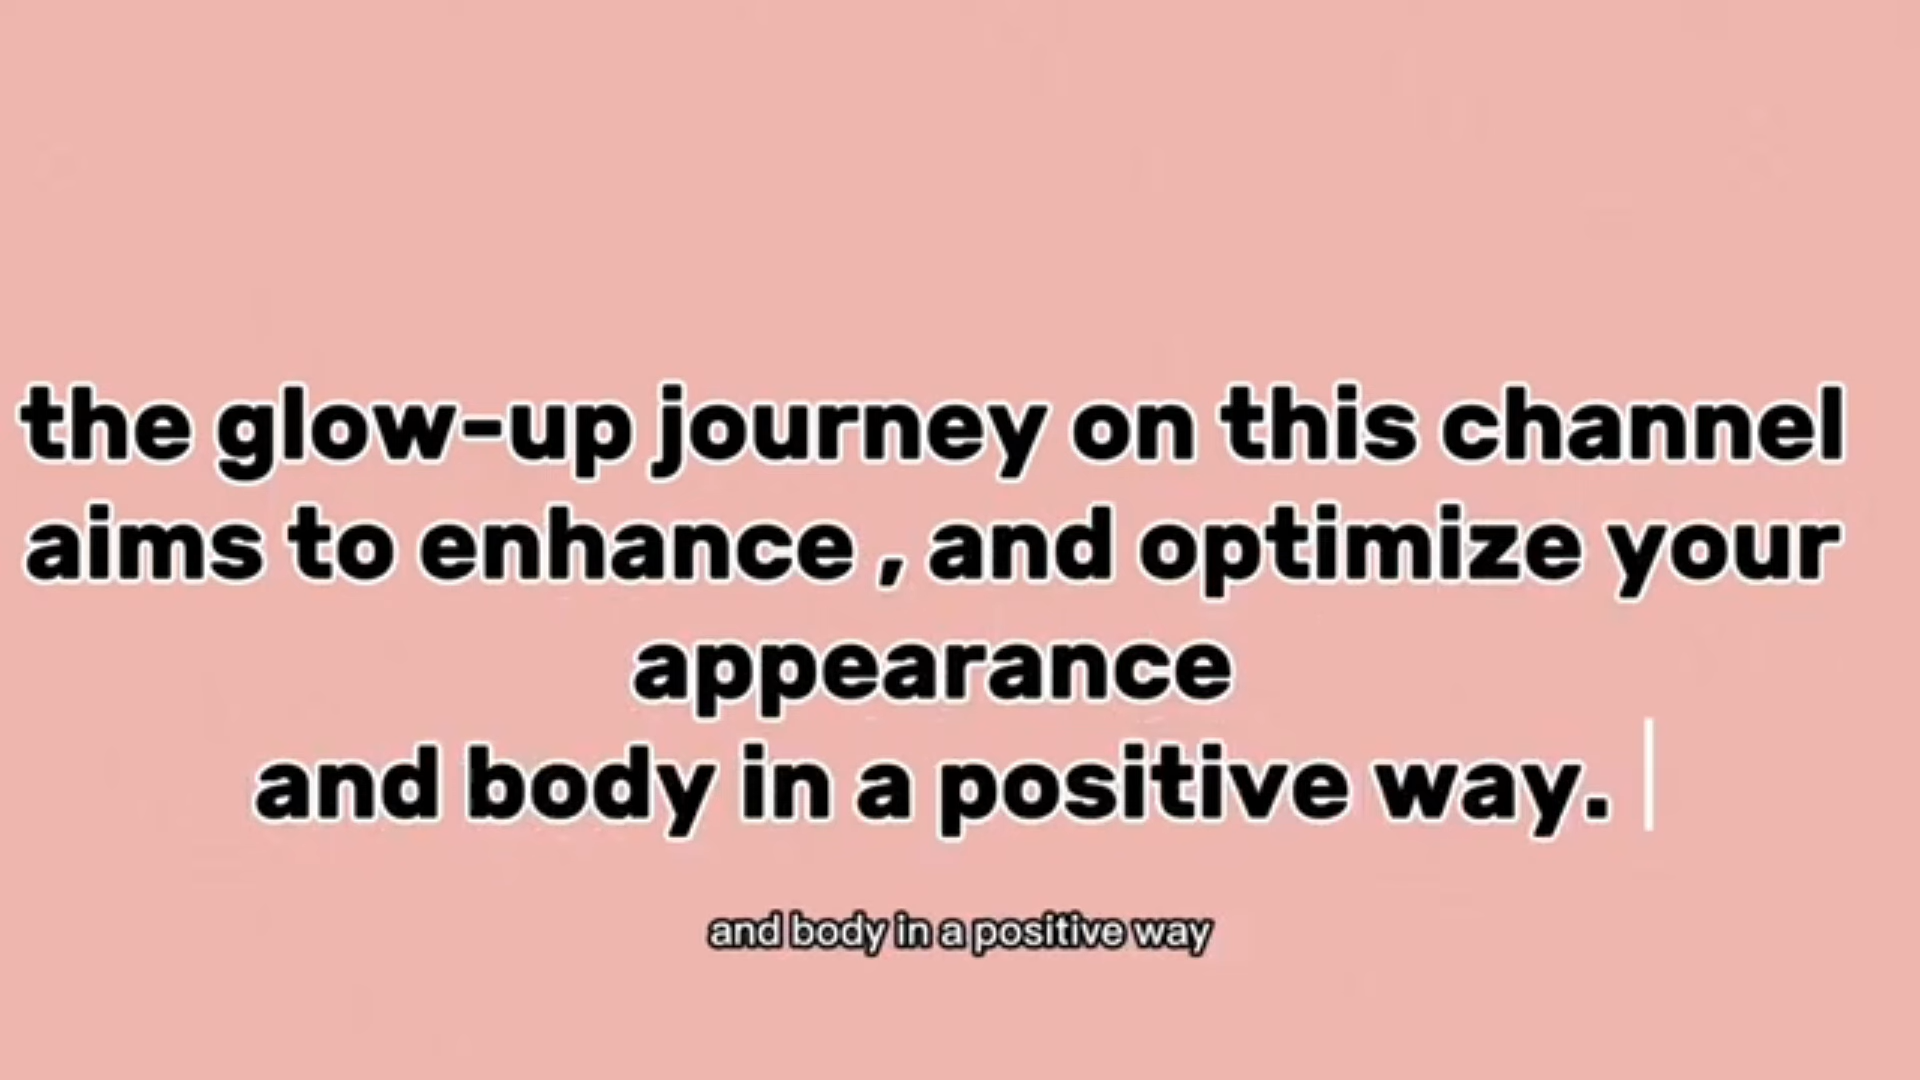 the glow-up journey on this channel
aims to enhance , and optimize your
appearance
and body in a positive way.
and body in a positive way